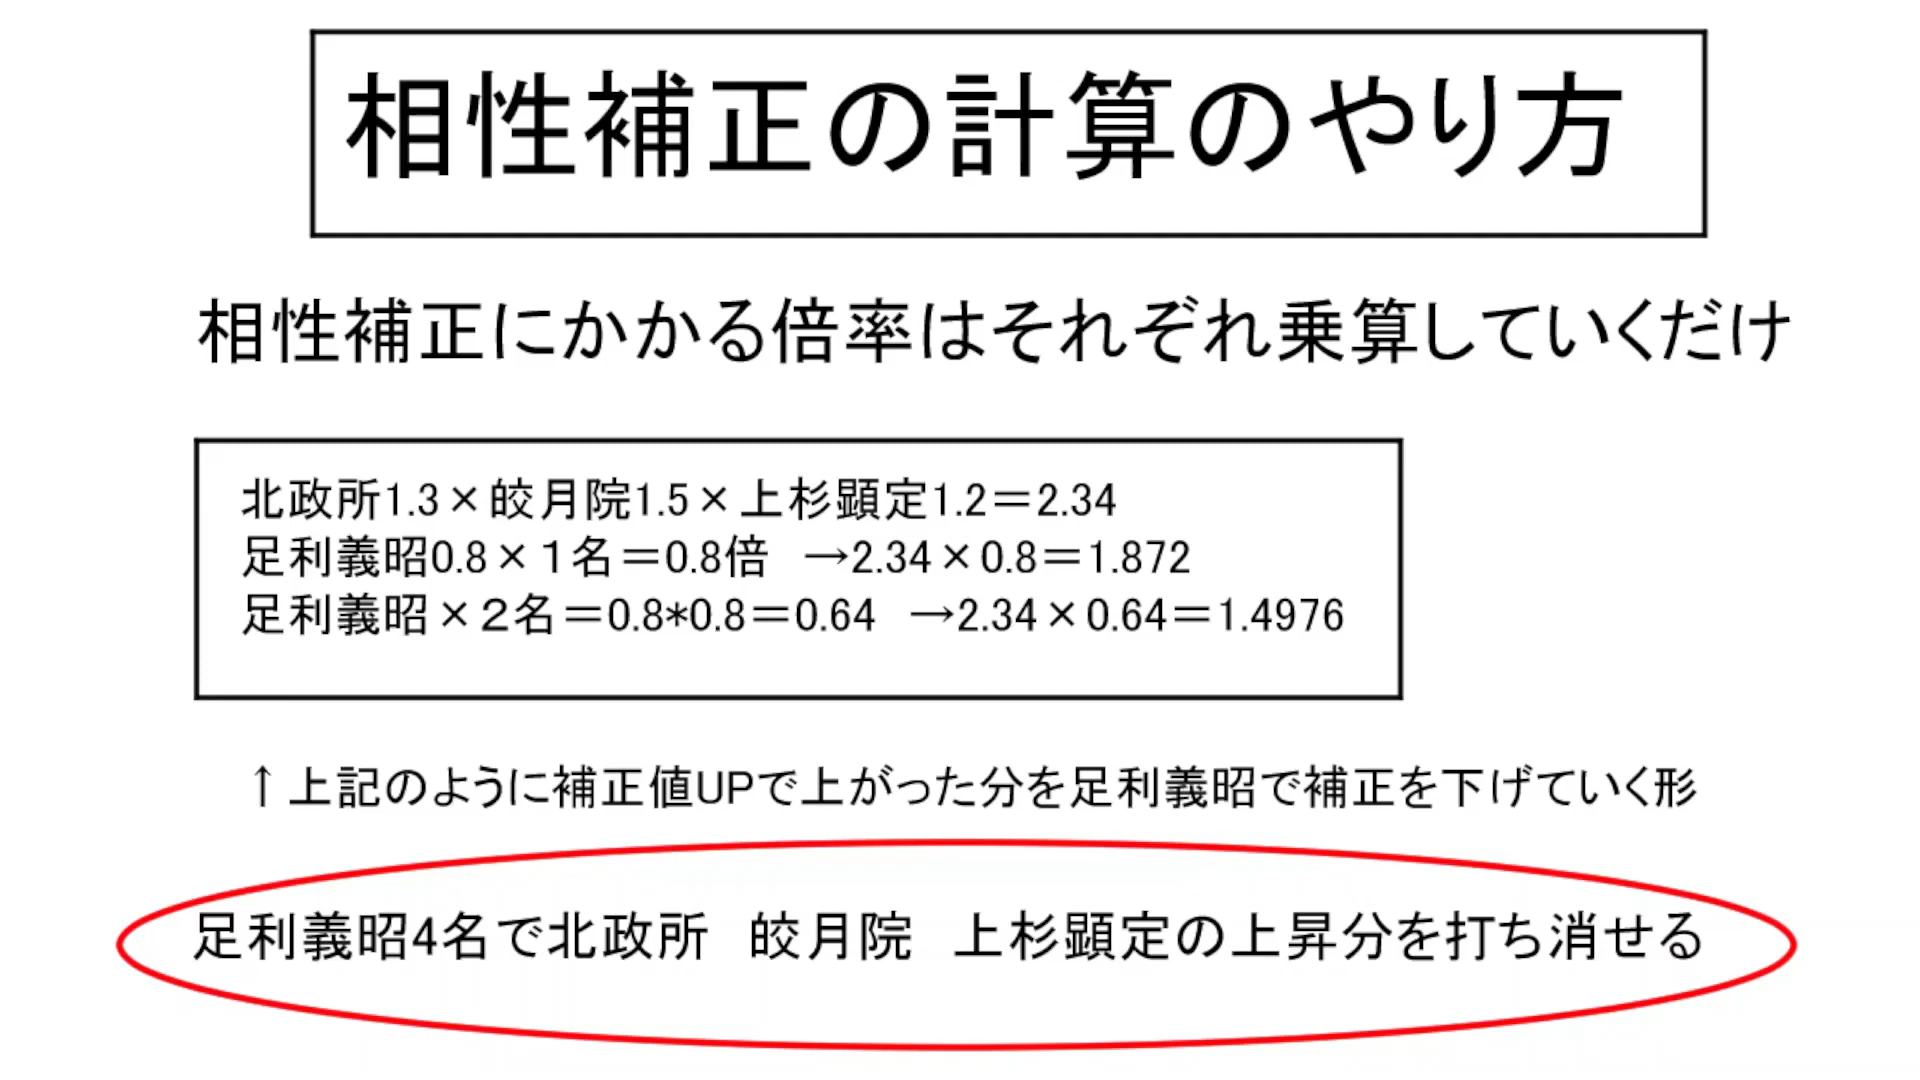 相性補正の計算のやり方
相性補正にかかる倍率はそれぞれ乗算していくだけ
北政所1.3×皎月院1.5×上杉顕定1.2＝2.34
足利義昭0.8×１名＝0.8倍　→2.34×0.8＝1.872
足利義昭×２名＝0.8*0.8＝0.64　→2.34×0.64＝1.4976
↑上記のように補正値UPで上がった分を足利義昭で補正を下げていく形
足利義昭4名で北政所　皎月院　上杉顕定の上昇分を打ち消せる